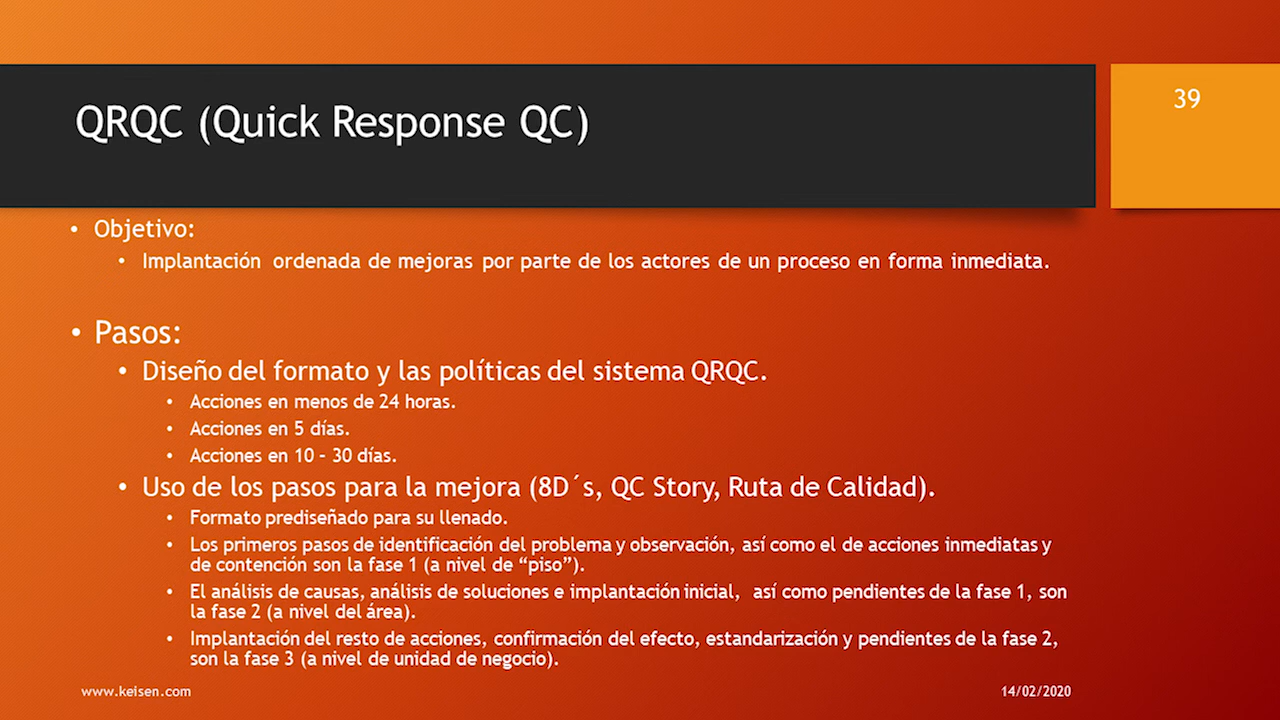 QRQC (Quick Response QC)
39
• Objetivo:
• Implantación ordenada de mejoras por parte de los actores de un proceso en forma inmediata.
• Pasos:
• Diseño del formato y las políticas del sistema QRQC.
• Acciones en menos de 24 horas.
• Acciones en 5 días.
• Acciones en 10 – 30 días.
• Uso de los pasos para la mejora (8D´s, QC Story, Ruta de Calidad).
• Formato prediseñado para su llenado.
• Los primeros pasos de identificación del problema y observación, así como el de acciones inmediatas y
de contención son la fase 1 (a nivel de “piso”).
• El análisis de causas, análisis de soluciones e implantación inicial, así como pendientes de la fase 1, son
la fase 2 (a nivel del área).
• Implantación del resto de acciones, confirmación del efecto, estandarización y pendientes de la fase 2,
son la fase 3 (a nivel de unidad de negocio).
www.keisen.com
14/02/2020